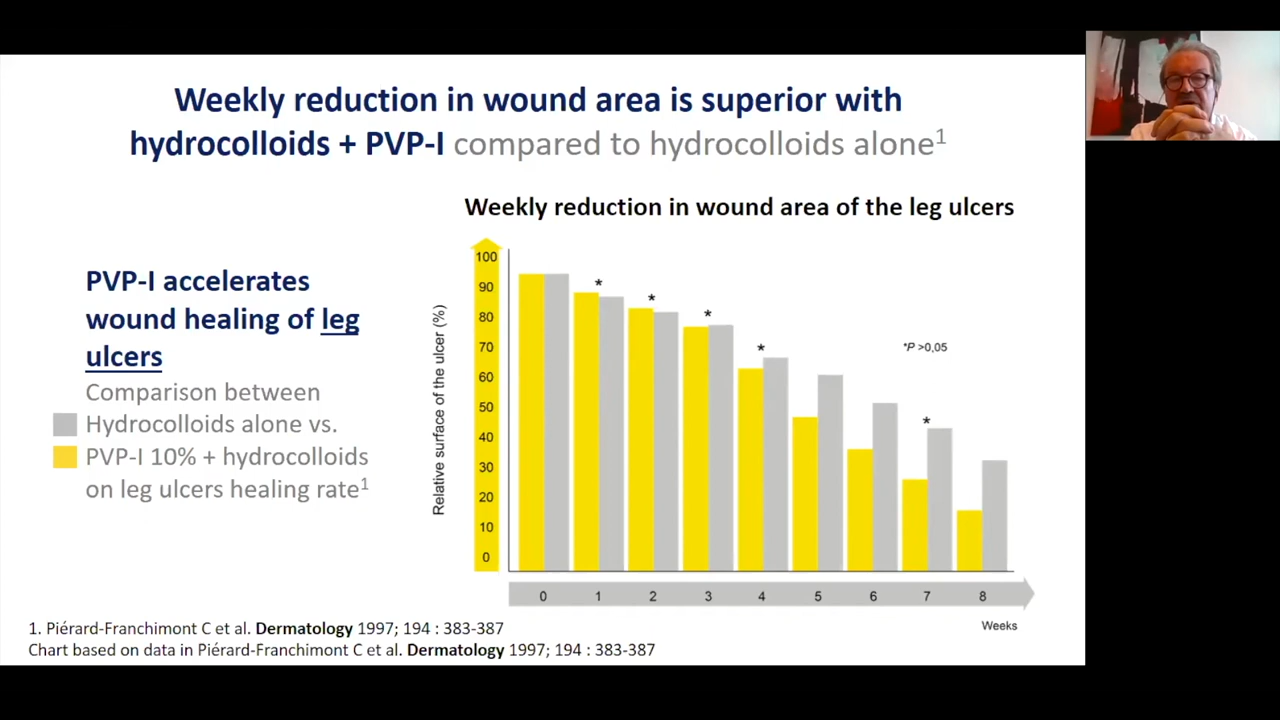 Weekly reduction in wound area is superior with
hydrocolloids + PVP-I compared to hydrocolloids alone1
PVP-I accelerates
wound healing of leg
ulcers
Comparison between
Hydrocolloids alone vs.
PVP-I 10% + hydrocolloids
on leg ulcers healing rate1
Weekly reduction in wound area of the leg ulcers
Relative surface of the ulcer (%)
100
90
80
70
60
50
40
30
20
10
0
*
*
*
*
*
*P >0,05
0 1 2 3 4 5 6 7 8
Weeks
1. Piérard-Franchimont C et al. Dermatology 1997; 194 : 383-387
Chart based on data in Piérard-Franchimont C et al. Dermatology 1997; 194 : 383-387